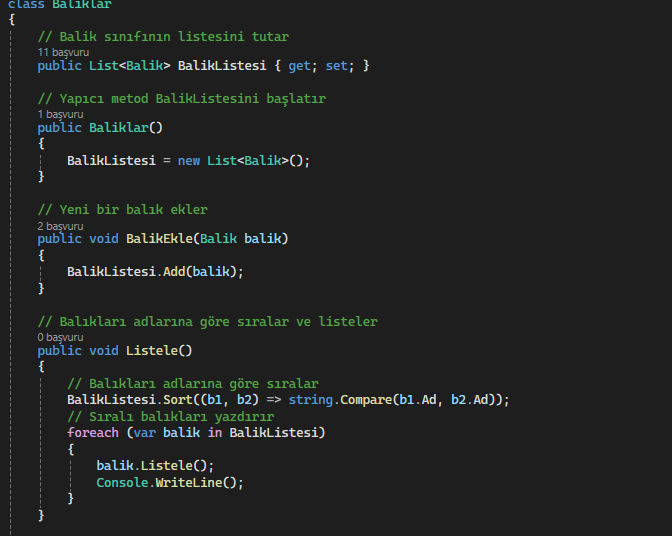 class Baliklar
{
// Balik sınıfının listesini tutar
11 başvuru
public List<Balik> BalikListesi { get; set; }
// Yapıcı metod BalikListesini başlatır
1 başvuru
public Baliklar()
{
BalikListesi = new List<Balik>();
}
// Yeni bir balık ekler
2 başvuru
public void BalikEkle(Balik balik)
{
BalikListesi.Add(balik);
}
// Balıkları adlarına göre sıralar ve listeler
0 başvuru
public void Listele()
{
// Balıkları adlarına göre sıralar
BalikListesi.Sort((b1, b2) => string.Compare(b1.Ad, b2.Ad));
// Sıralı balıkları yazdırır
foreach (var balik in BalikListesi)
{
balik.Listele();
Console.WriteLine();
}
}